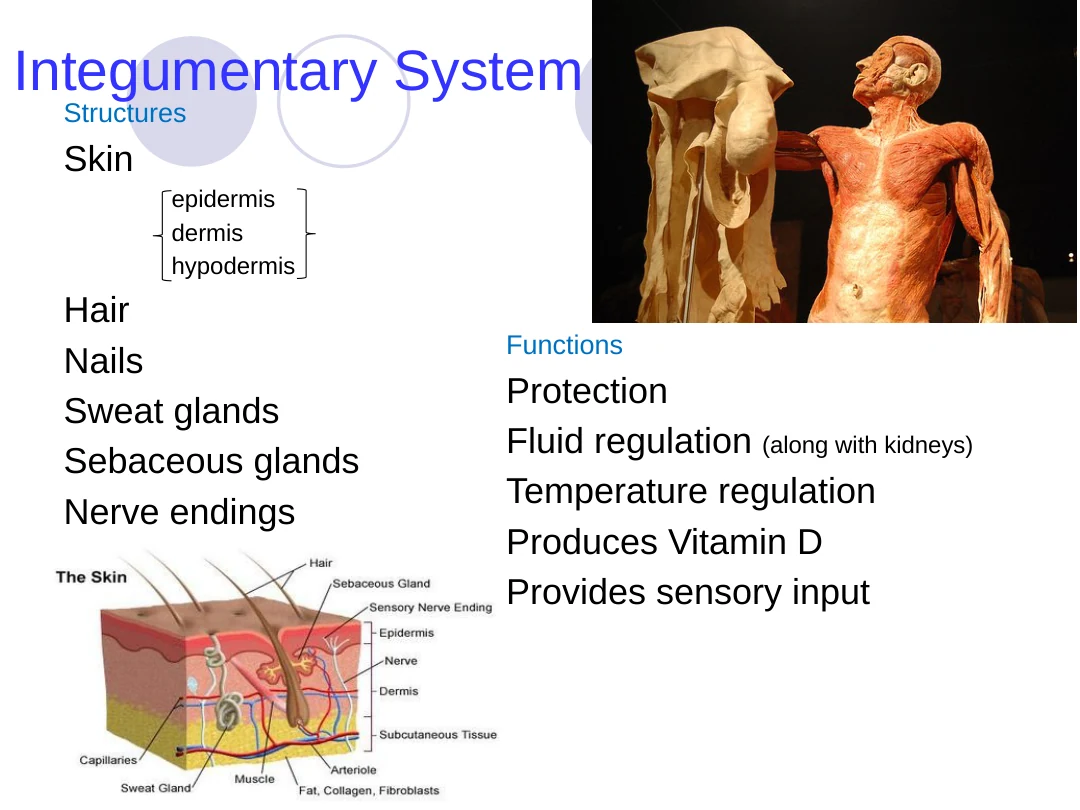 Integumentary System
Structures
Skin
epidermis
dermis
hypodermis
Hair
Nails
Sweat glands
Sebaceous glands
Nerve endings
Functions
Protection
Fluid regulation (along with kidneys)
Temperature regulation
Produces Vitamin D
Provides sensory input
The Skin
Hair
Sebaceous Gland
Sensory Nerve Ending
Epidermis
Nerve
Dermis
Subcutaneous Tissue
Capillaries
Sweat Gland
Muscle
Arteriole
Fat, Collagen, Fibroblasts